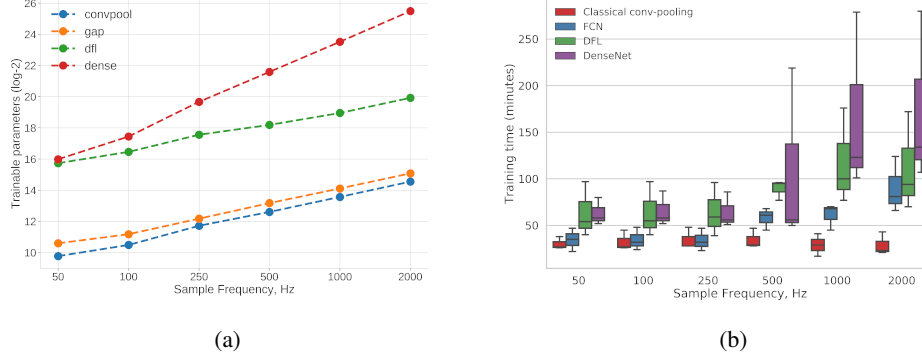 26
24
22
20
18
16
14
12
10
Trainable parameters (log-2)
convpool
gap
dfl
dense
50 100 250 500 1000 2000
Sample Frequency, Hz
(a)
250
200
150
100
50
Training time (minutes)
Classical conv-pooling
FCN
DFL
DenseNet
50 100 250 500 1000 2000
Sample Frequency, Hz
(b)